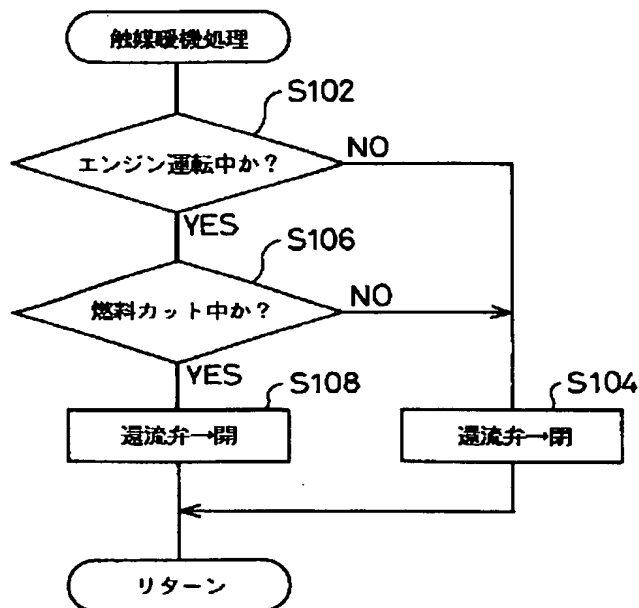 触媒暖機処理
S102
エンジン運転中か?
NO
YES
S106
燃料カット中か?
NO
YES
S108
S104
還流弁→開
還流弁→閉
リターン